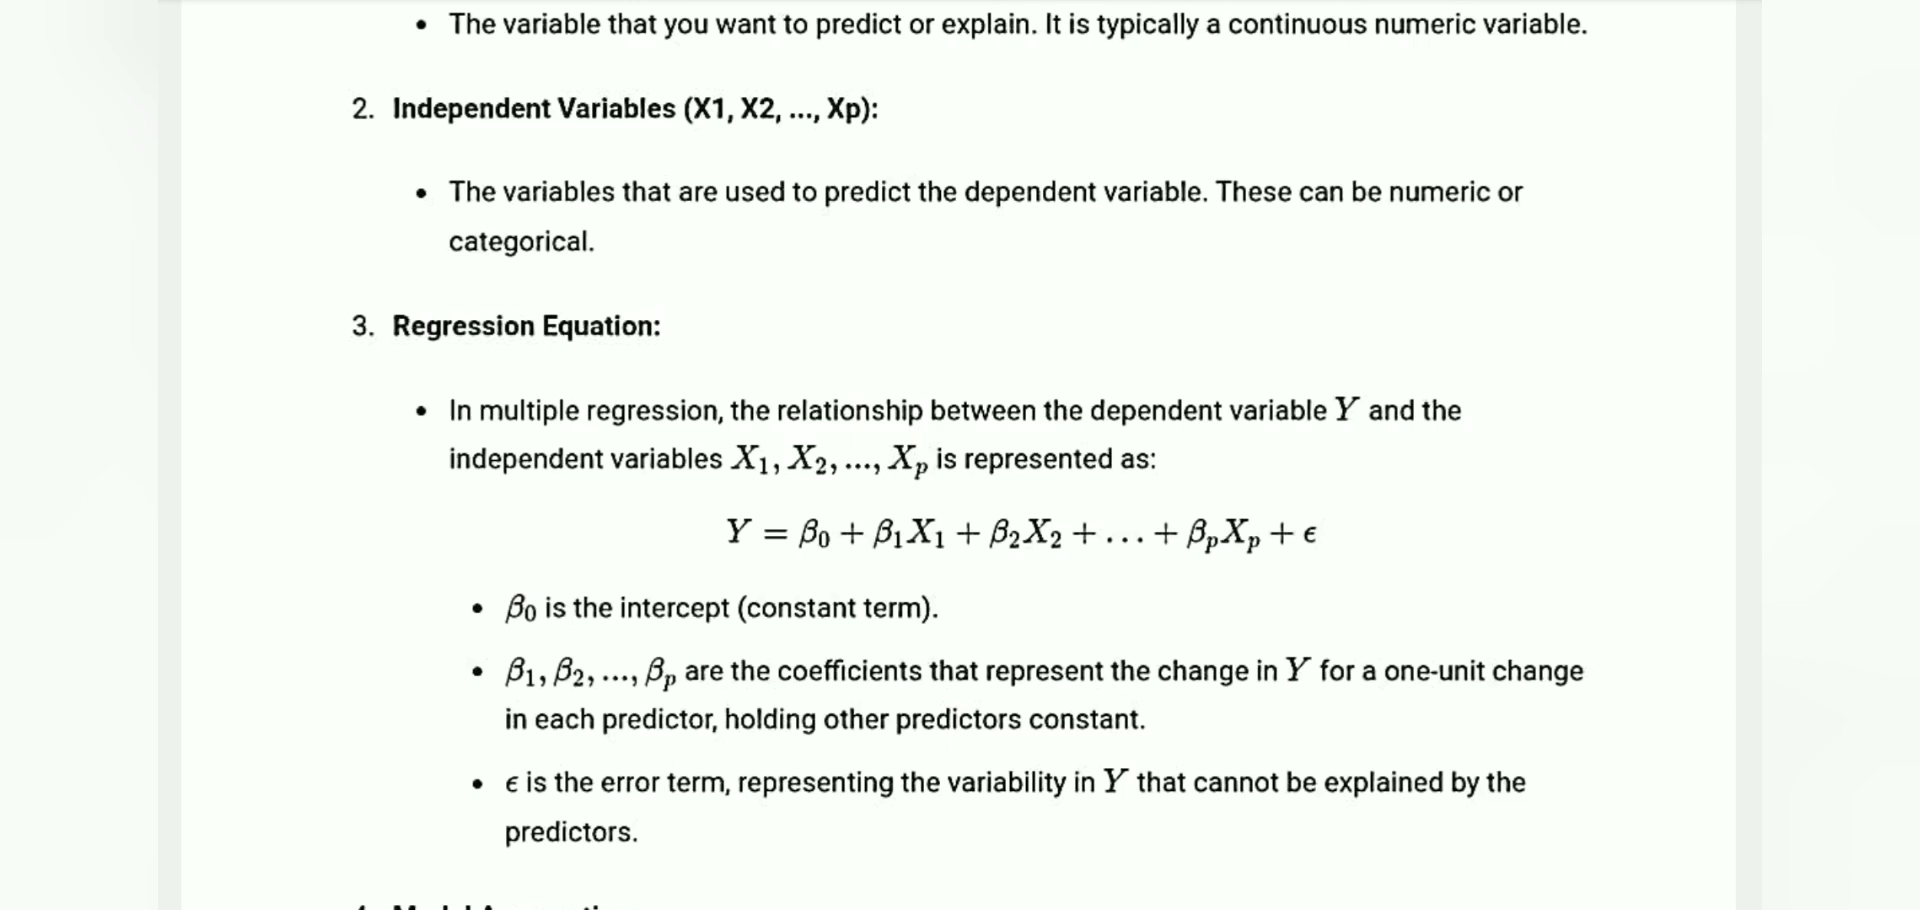 • The variable that you want to predict or explain. It is typically a continuous numeric variable.
2. Independent Variables (X1, X2, ..., Xp):
• The variables that are used to predict the dependent variable. These can be numeric or
categorical.
3. Regression Equation:
• In multiple regression, the relationship between the dependent variable Y and the
independent variables X₁, X₂, ..., Xₚ is represented as:
Y = β₀ + β₁X₁ + β₂X₂ + ... + βₚXₚ + ϵ
• β₀ is the intercept (constant term).
• β₁, β₂, ..., βₚ are the coefficients that represent the change in Y for a one-unit change
in each predictor, holding other predictors constant.
• ϵ is the error term, representing the variability in Y that cannot be explained by the
predictors.